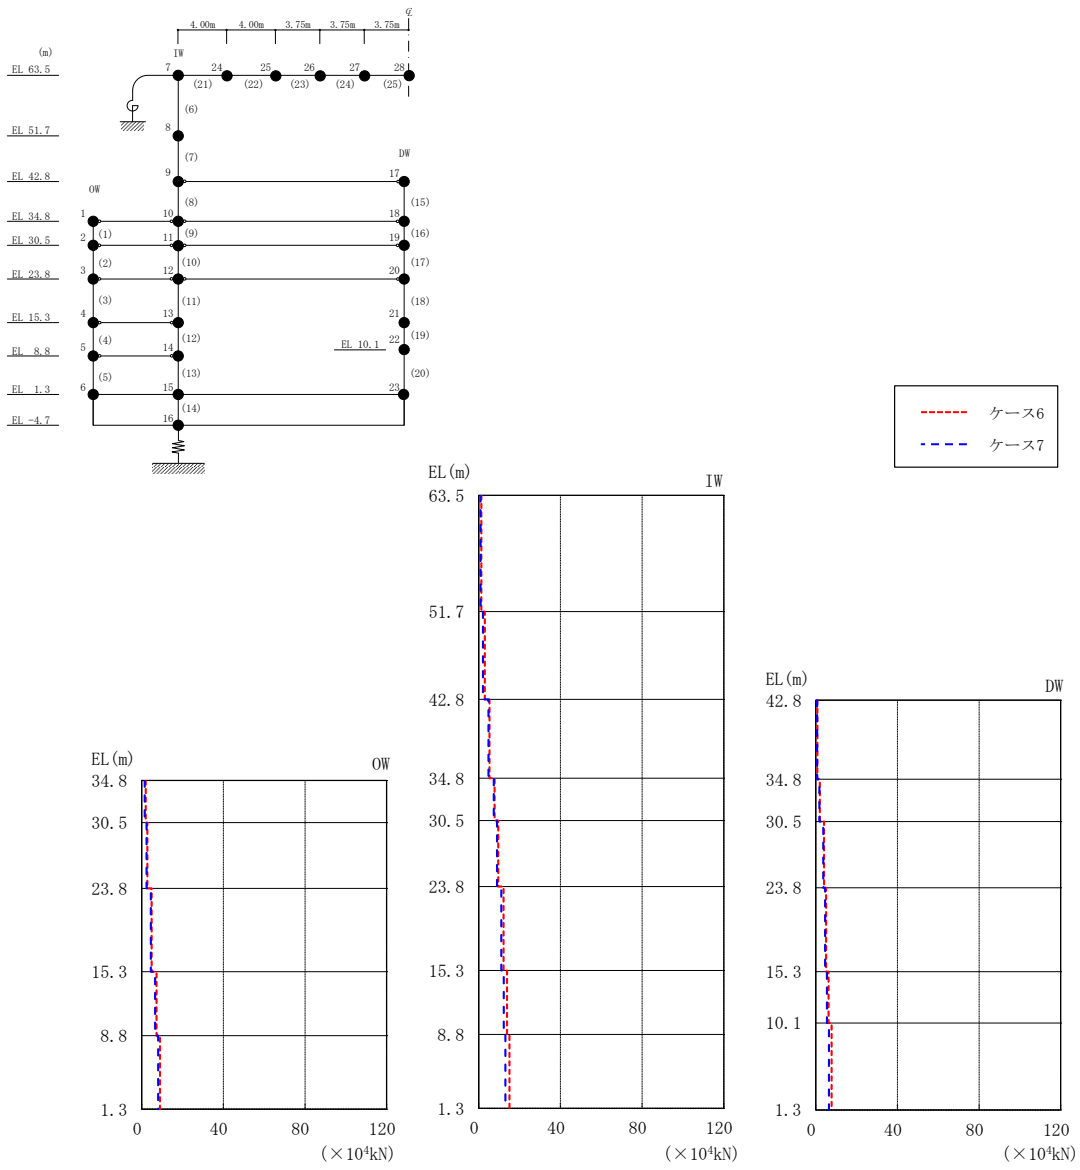 4.00m 4.00m 3.75m 3.75m 3.75m
(m)
IW
EL 63.5 7 24 25 26 27 28
(21) (22) (23) (24) (25)
(6)
EL 51.7 8
(7)
DW
EL 42.8 9 17
OW
(8) (15)
EL 34.8 1 10 18
(1) (9) (16)
EL 30.5 2 11 19
(2) (10) (17)
EL 23.8 3 12 20
(3) (11) (18)
EL 15.3 4 13 21
(4) (12) (19)
EL 8.8 5 14 EL 10.1 22
(5) (13) (20)
EL 1.3 6 15 23
(14)
EL -4.7 16
ケース6
ケース7
EL(m) IW
63.5
51.7
42.8
34.8
30.5
23.8
15.3
8.8
1.3
0 40 80 120
(×10⁴kN)
EL(m) OW
34.8
30.5
23.8
15.3
8.8
1.3
0 40 80 120
(×10⁴kN)
EL(m) DW
42.8
34.8
30.5
23.8
15.3
10.1
1.3
0 40 80 120
(×10⁴kN)